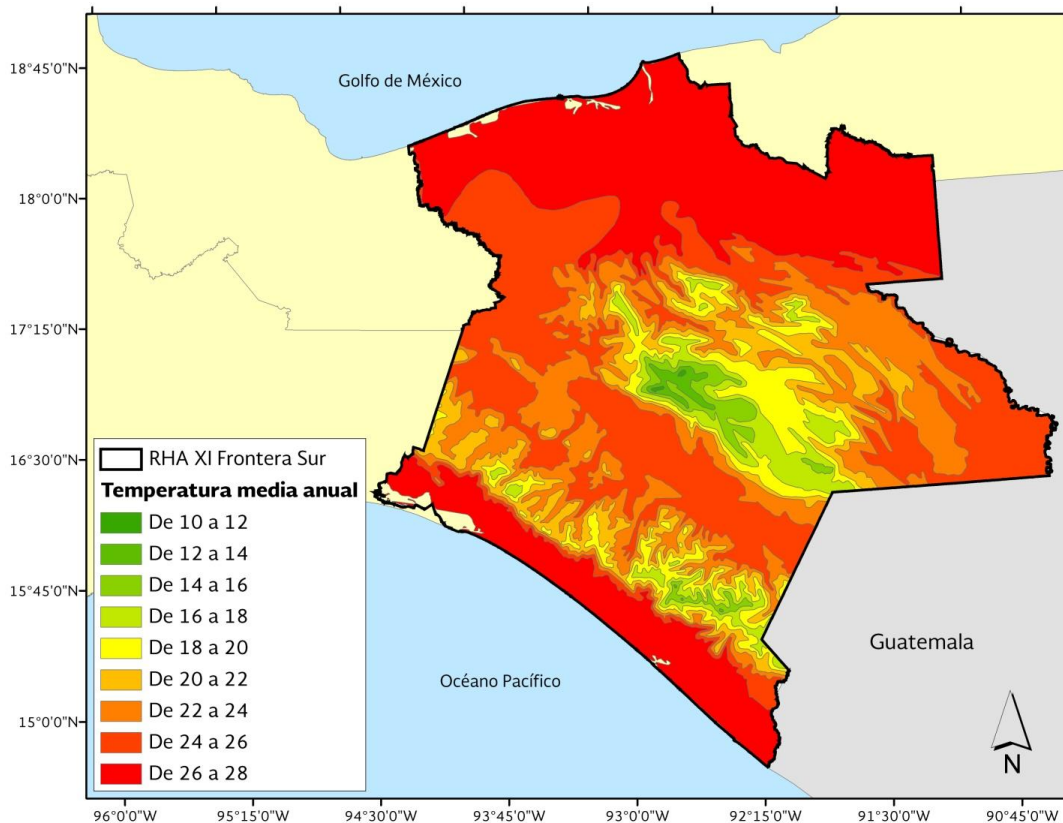 18°45'0"N
Golfo de México
18°0'0"N
17°15'0"N
16°30'0"N
RHA XI Frontera Sur
Temperatura media anual
De 10 a 12
De 12 a 14
De 14 a 16
De 16 a 18
De 18 a 20
De 20 a 22
De 22 a 24
De 24 a 26
De 26 a 28
15°45'0"N
Guatemala
Océano Pacífico
15°0'0"N
N
96°0'0"W 95°15'0"W 94°30'0"W 93°45'0"W 93°0'0"W 92°15'0"W 91°30'0"W 90°45'0"W